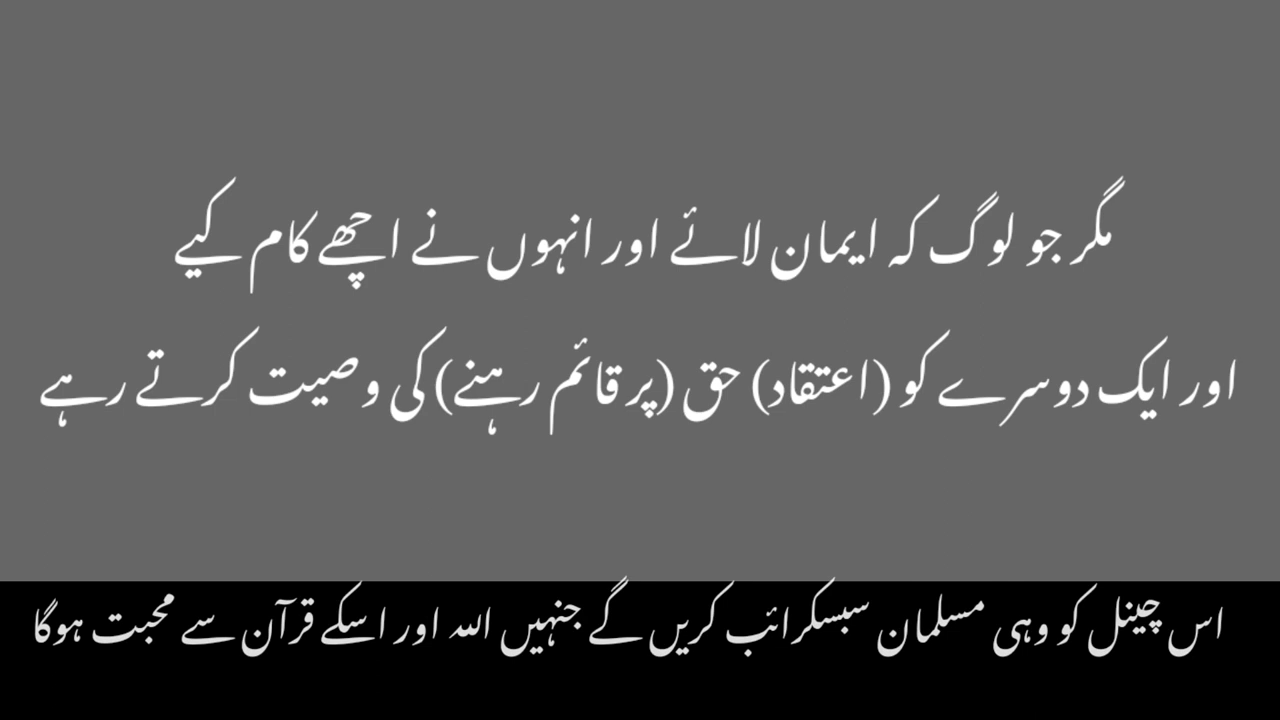 مگر جو لوگ کہ ایمان لائے اور انہوں نے اچھے کام کیے
اور ایک دوسرے کو (اعتقاد) حق (پر قائم رہنے) کی وصیت کرتے رہے
اس چینل کو وہی مسلمان سبسکرائب کریں گے جنہیں اللہ اور اسکے قرآن سے محبت ہوگا